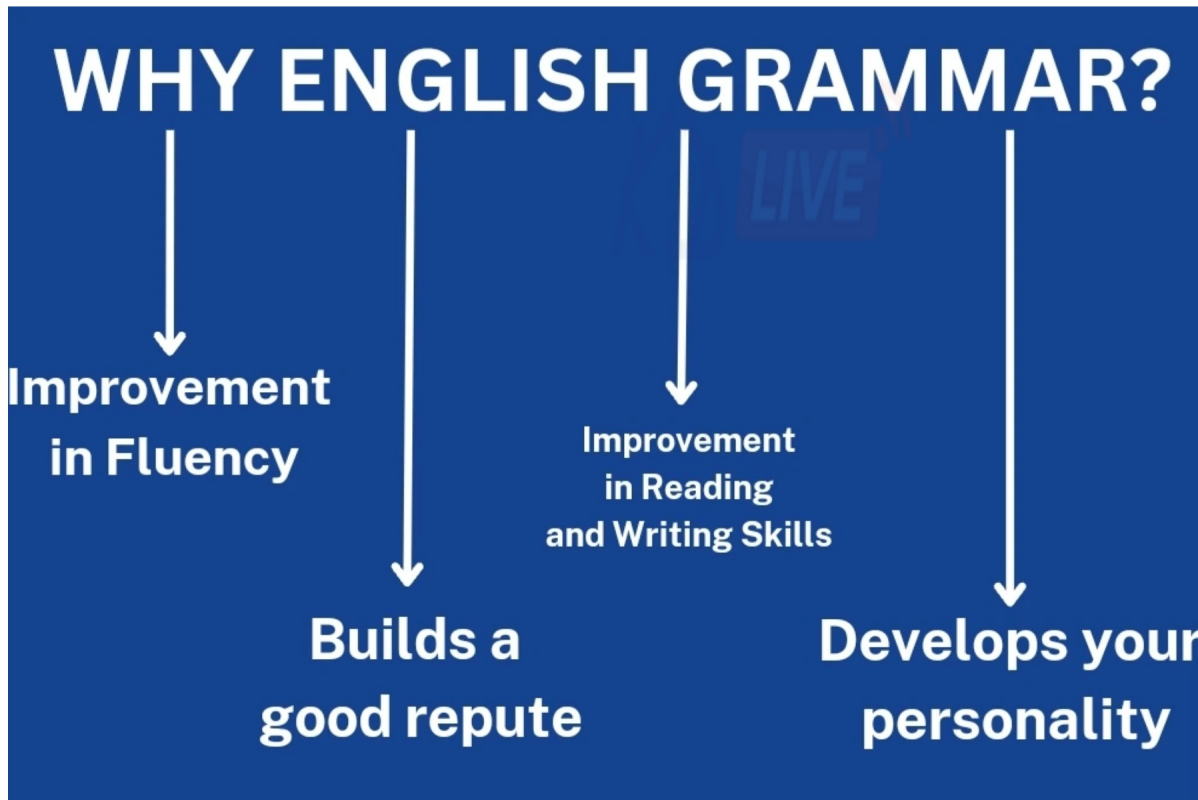 WHY ENGLISH GRAMMAR?
LIVE
Improvement
in Fluency
Improvement
in Reading
and Writing Skills
Builds a
good repute
Develops your
personality